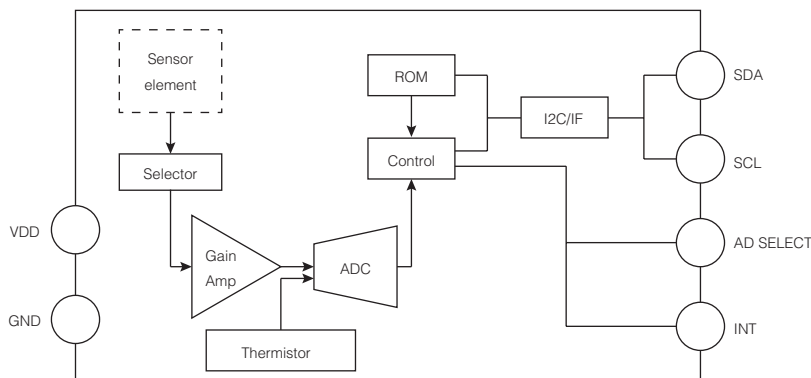 Sensor
element
ROM
SDA
I2C/IF
Selector
Control
SCL
VDD
Gain
Amp
ADC
AD SELECT
GND
Thermistor
INT